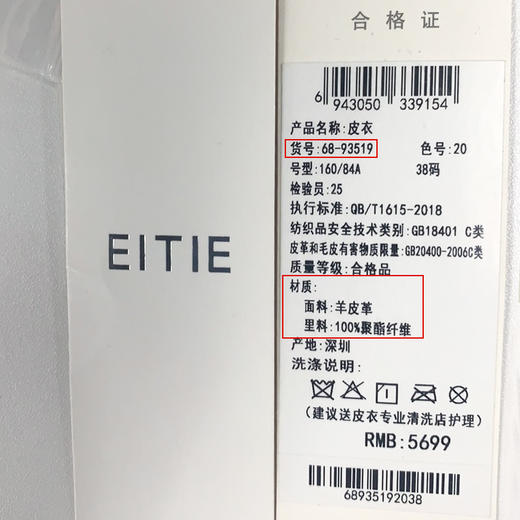 合格证
6 943050 339154
产品名称:皮衣
货号:68-93519 色号:20
号型:160/84A 38码
检验员:25
执行标准:QB/T1615-2018
纺织品安全技术类别:GB18401 C类
皮革和毛皮有害物质限量:GB20400-2006C类
质量等级:合格品
材质:
面料:羊皮革
里料:100%聚酯纤维
产地:深圳
洗涤说明:
(建议送皮衣专业清洗店护理)
RMB:5699
68935192038
EITIE